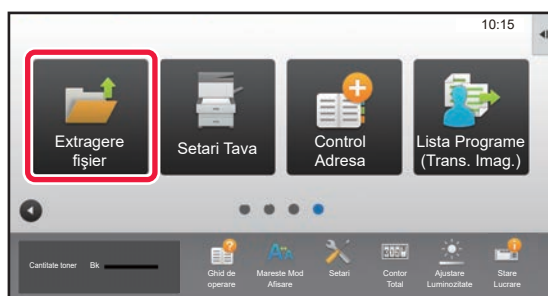 10:15
Extragere
fișier
Setari Tava
Control
Adresa
Lista Programe
(Trans. Imag.)
Cantitate toner Bk
Ghid de
operare
Mareste Mod
Afisare
Setari
Contor
Total
Ajustare
Luminozitate
Stare
Lucrare